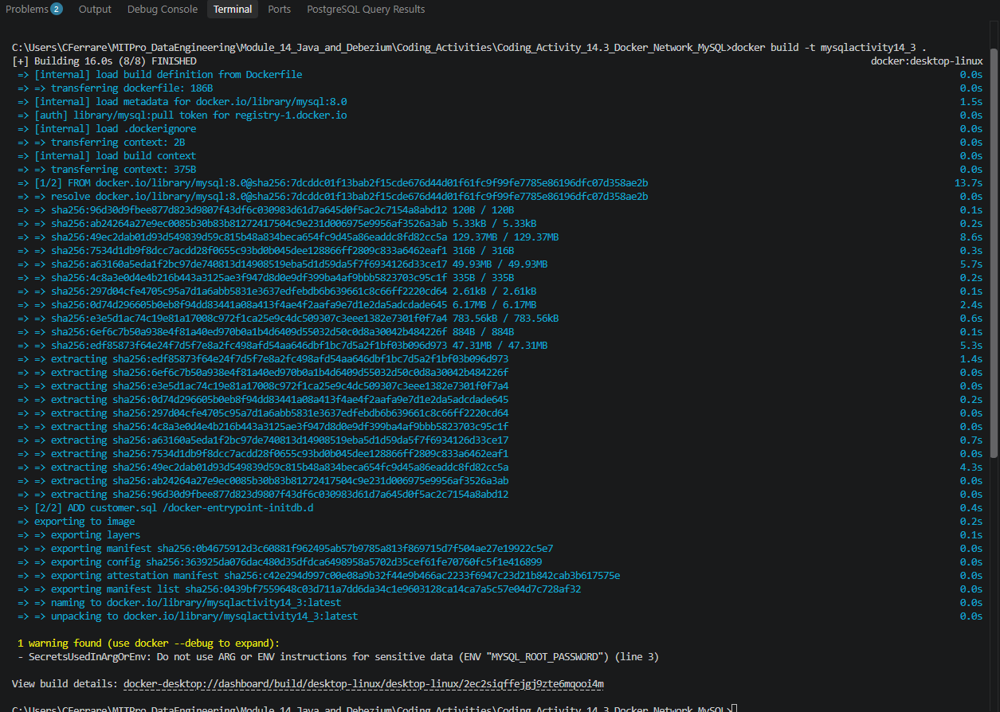 Problems 2 Output Debug Console Terminal Ports PostgreSQL Query Results
C:\Users\CFerrare\MITPro_DataEngineering\Module_14_Java_and_Debezium\Coding_Activities\Coding_Activity_14.3_Docker_Network_MySQL>docker build -t mysqlactivity14_3 .
[+] Building 16.0s (8/8) FINISHED docker:desktop-linux
=> [internal] load build definition from Dockerfile 0.0s
=> => transferring dockerfile: 186B 0.0s
=> [internal] load metadata for docker.io/library/mysql:8.0 1.5s
=> [auth] library/mysql:pull token for registry-1.docker.io 0.0s
=> [internal] load .dockerignore 0.0s
=> => transferring context: 2B 0.0s
=> [internal] load build context 0.0s
=> => transferring context: 375B 0.0s
=> [1/2] FROM docker.io/library/mysql:8.0@sha256:7dcddc01f13bab2f15cde676d44d01f61fc9f99fe7785e86196dfc07d358ae2b 13.7s
=> => resolve docker.io/library/mysql:8.0@sha256:7dcddc01f13bab2f15cde676d44d01f61fc9f99fe7785e86196dfc07d358ae2b 0.0s
=> => sha256:96d30d9fbee877d823d9807f43df6c030983d61d7a645d0f5ac2c7154a8abd12 120B / 120B 0.1s
=> => sha256:ab24264a27e9ec0085b30b83b81272417504c9e231d006975e9956af3526a3ab 5.33kB / 5.33kB 0.2s
=> => sha256:49ec2dab01d93d549839d59c815b48a834beca654fc9d45a86eaddc8fd82cc5a 129.37MB / 129.37MB 8.6s
=> => sha256:7534d1db9f8dcc7acdd28f0655c93bd0b045dee128866ff2809c833a6462eaf1 316B / 316B 0.3s
=> => sha256:a63160a5eda1f2bc97de740813d14908519eba5d1d59da5f7f6934126d33ce17 49.93MB / 49.93MB 5.7s
=> => sha256:4c8a3e0d4e4b216b443a3125ae3f947d8d0e9df399ba4af9bbb5823703c95c1f 335B / 335B 0.2s
=> => sha256:297d04cfe4705c95a7d1a6abb5831e3637edfebdb6b639661c8c66ff2220cd64 2.61kB / 2.61kB 0.1s
=> => sha256:0d74d296605b0eb8f94dd83441a08a413f4ae4f2aafa9e7d1e2da5adcdade645 6.17MB / 6.17MB 2.4s
=> => sha256:e3e5d1ac74c19e81a17008c972f1ca25e9c4dc509307c3eee1382e7301f0f7a4 783.56kB / 783.56kB 0.6s
=> => sha256:6ef6c7b50a938e4f81a40ed970b0a1b4d6409d55032d50c0d8a30042b484226f 884B / 884B 0.1s
=> => sha256:edf85873f64e24f7d5f7e8a2fc498afd54aa646dbf1bc7d5a2f1bf03b096d973 47.31MB / 47.31MB 5.3s
=> => extracting sha256:edf85873f64e24f7d5f7e8a2fc498afd54aa646dbf1bc7d5a2f1bf03b096d973 1.4s
=> => extracting sha256:6ef6c7b50a938e4f81a40ed970b0a1b4d6409d55032d50c0d8a30042b484226f 0.0s
=> => extracting sha256:e3e5d1ac74c19e81a17008c972f1ca25e9c4dc509307c3eee1382e7301f0f7a4 0.0s
=> => extracting sha256:0d74d296605b0eb8f94dd83441a08a413f4ae4f2aafa9e7d1e2da5adcdade645 0.2s
=> => extracting sha256:297d04cfe4705c95a7d1a6abb5831e3637edfebdb6b639661c8c66ff2220cd64 0.0s
=> => extracting sha256:4c8a3e0d4e4b216b443a3125ae3f947d8d0e9df399ba4af9bbb5823703c95c1f 0.0s
=> => extracting sha256:a63160a5eda1f2bc97de740813d14908519eba5d1d59da5f7f6934126d33ce17 0.7s
=> => extracting sha256:7534d1db9f8dcc7acdd28f0655c93bd0b045dee128866ff2809c833a6462eaf1 0.0s
=> => extracting sha256:49ec2dab01d93d549839d59c815b48a834beca654fc9d45a86eaddc8fd82cc5a 4.3s
=> => extracting sha256:ab24264a27e9ec0085b30b83b81272417504c9e231d006975e9956af3526a3ab 0.0s
=> => extracting sha256:96d30d9fbee877d823d9807f43df6c030983d61d7a645d0f5ac2c7154a8abd12 0.0s
=> [2/2] ADD customer.sql /docker-entrypoint-initdb.d 0.4s
=> exporting to image 0.2s
=> => exporting layers 0.1s
=> => exporting manifest sha256:0b4675912d3c60881f962495ab57b9785a813f869715d7f504ae27e19922c5e7 0.0s
=> => exporting config sha256:363925da076dac480d35dfdca6498958a5702d35cef61fe70760fc5f1e416899 0.0s
=> => exporting attestation manifest sha256:c42e294d997c00e08a9b32f44e9b466ac2233f6947c23d21b842cab3b617575e 0.0s
=> => exporting manifest list sha256:0439bf7559648c03d711a7dd6da34c1e9603128ca14ca7a5c57e04d7c728af32 0.0s
=> => naming to docker.io/library/mysqlactivity14_3:latest 0.0s
=> => unpacking to docker.io/library/mysqlactivity14_3:latest 0.0s
1 warning found (use docker --debug to expand):
- SecretsUsedInArgOrEnv: Do not use ARG or ENV instructions for sensitive data (ENV "MYSQL_ROOT_PASSWORD") (line 3)
View build details: docker-desktop://dashboard/build/desktop-linux/desktop-linux/2ec2siqffejgj9zte6mqooi4m
C:\Users\CFerrare\MITPro_DataEngineering\Module_14_Java_and_Debezium\Coding_Activities\Coding_Activity_14.3_Docker_Network_MySQL>